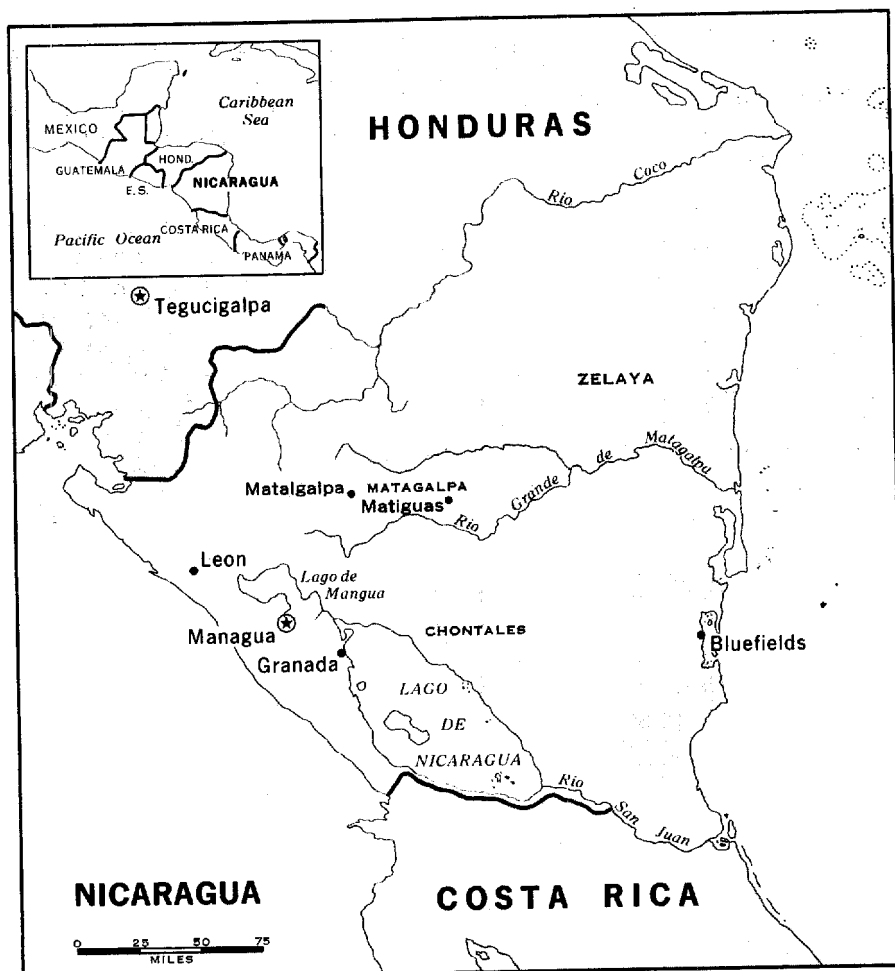 Caribbean
Sea
MEXICO
HOND.
GUATEMALA
NICARAGUA
E.S.
COSTA RICA
Pacific Ocean
PANAMA
HONDURAS
Rio Coco
Tegucigalpa
ZELAYA
Rio Grande de Matagalpa
Matalgalpa
MATAGALPA
Matiguas
Leon
Lago de
Mangua
Managua
CHONTALES
Bluefields
Granada
LAGO
DE
NICARAGUA
Rio San Juan
NICARAGUA
COSTA RICA
0 25 50 75
MILES